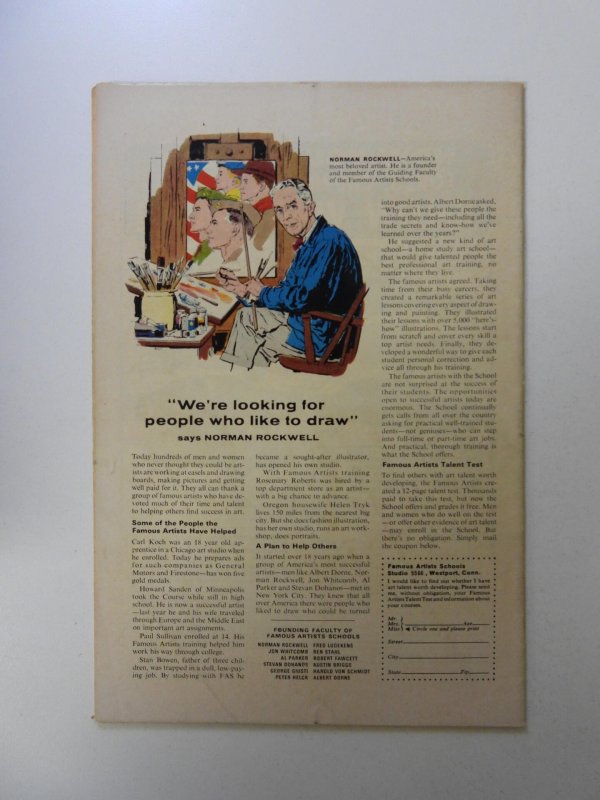 NORMAN ROCKWELL—America's
most beloved artist. He is a founder
and member of the Guiding Faculty
of the Famous Artists Schools.
"We're looking for
people who like to draw"
says NORMAN ROCKWELL
Today hundreds of men and women
who never thought they could be art-
ists are working at easels and drawing
boards, making pictures and getting
well paid for it. They all can thank a
group of famous artists who have de-
voted much of their time and talent
to helping others find success in art.
Some of the People the
Famous Artists Have Helped
Carl Koch was an 18 year old ap-
prentice in a Chicago art studio when
he enrolled. Today he prepares ads
for such companies as General
Motors and Firestone—has won five
gold medals.
Howard Sanden of Minneapolis
took the Course while still in high
school. He is now a successful artist
—last year he and his wife traveled
through Europe and the Middle East
on important art assignments.
Paul Sullivan enrolled at 14. His
Famous Artists training helped him
work his way through college.
Stan Bowen, father of three chil-
dren, was trapped in a dull, low-pay-
ing job. By studying with FAS he
became a sought-after illustrator,
has opened his own studio.
With Famous Artists training
Rosemary Roberts was hired by a
top department store as an artist—
with a big chance to advance.
Oregon housewife Helen Tryk
lives 150 miles from the nearest big
city. But she does fashion illustration,
has her own studio, runs an art work-
shop, does portraits.
A Plan to Help Others
It started over 18 years ago when a
group of America's most successful
artists—men like Albert Dorne, Nor-
man Rockwell, Jon Whitcomb, Al
Parker and Stevan Dohanos—met in
New York City. They knew that all
over America there were people who
liked to draw who could be turned
FOUNDING FACULTY OF
FAMOUS ARTISTS SCHOOLS
NORMAN ROCKWELL FRED LUDEKENS
JON WHITCOMB BEN STAHL
AL PARKER ROBERT FAWCETT
STEVAN DOHANOS AUSTIN BRIGGS
GEORGE GIUSTI HAROLD VON SCHMIDT
PETER HELCK ALBERT DORNE
into good artists. Albert Dorne asked,
"Why can't we give these people the
training they need—including all the
trade secrets and know-how we've
learned over the years?"
He suggested a new kind of art
school—a home study art school—
that would give talented people the
best professional art training, no
matter where they live.
The famous artists agreed. Taking
time from their busy careers, they
created a remarkable series of art
lessons covering every aspect of draw-
ing and painting. They illustrated
their lessons with over 5,000 "here's-
how" illustrations. The lessons start
from scratch and cover every skill a
top artist needs. Finally, they de-
veloped a wonderful way to give each
student personal correction and ad-
vice all through his training.
The famous artists with the School
are not surprised at the success of
their students. The opportunities
open to successful artists today are
enormous. The School continually
gets calls from all over the country
asking for practical well-trained stu-
dents—not geniuses—who can step
into full-time or part-time art jobs.
And practical, thorough training is
what the School offers.
Famous Artists Talent Test
To find others with art talent worth
developing, the Famous Artists cre-
ated a 12-page talent test. Thousands
paid to take this test, but now the
School offers and grades it free. Men
and women who do well on the test
—or offer other evidence of art talent
—may enroll in the School. But
there's no obligation. Simply mail
the coupon below.
Famous Artists Schools
Studio , Westport, Conn.
I would like to find out whether I have
art talent worth developing. Please send
me, without obligation, your Famous
Artists Talent Test and information about
your courses.
Mr.
Mrs. Age
Miss Circle one and please print
Street
City
State Zip